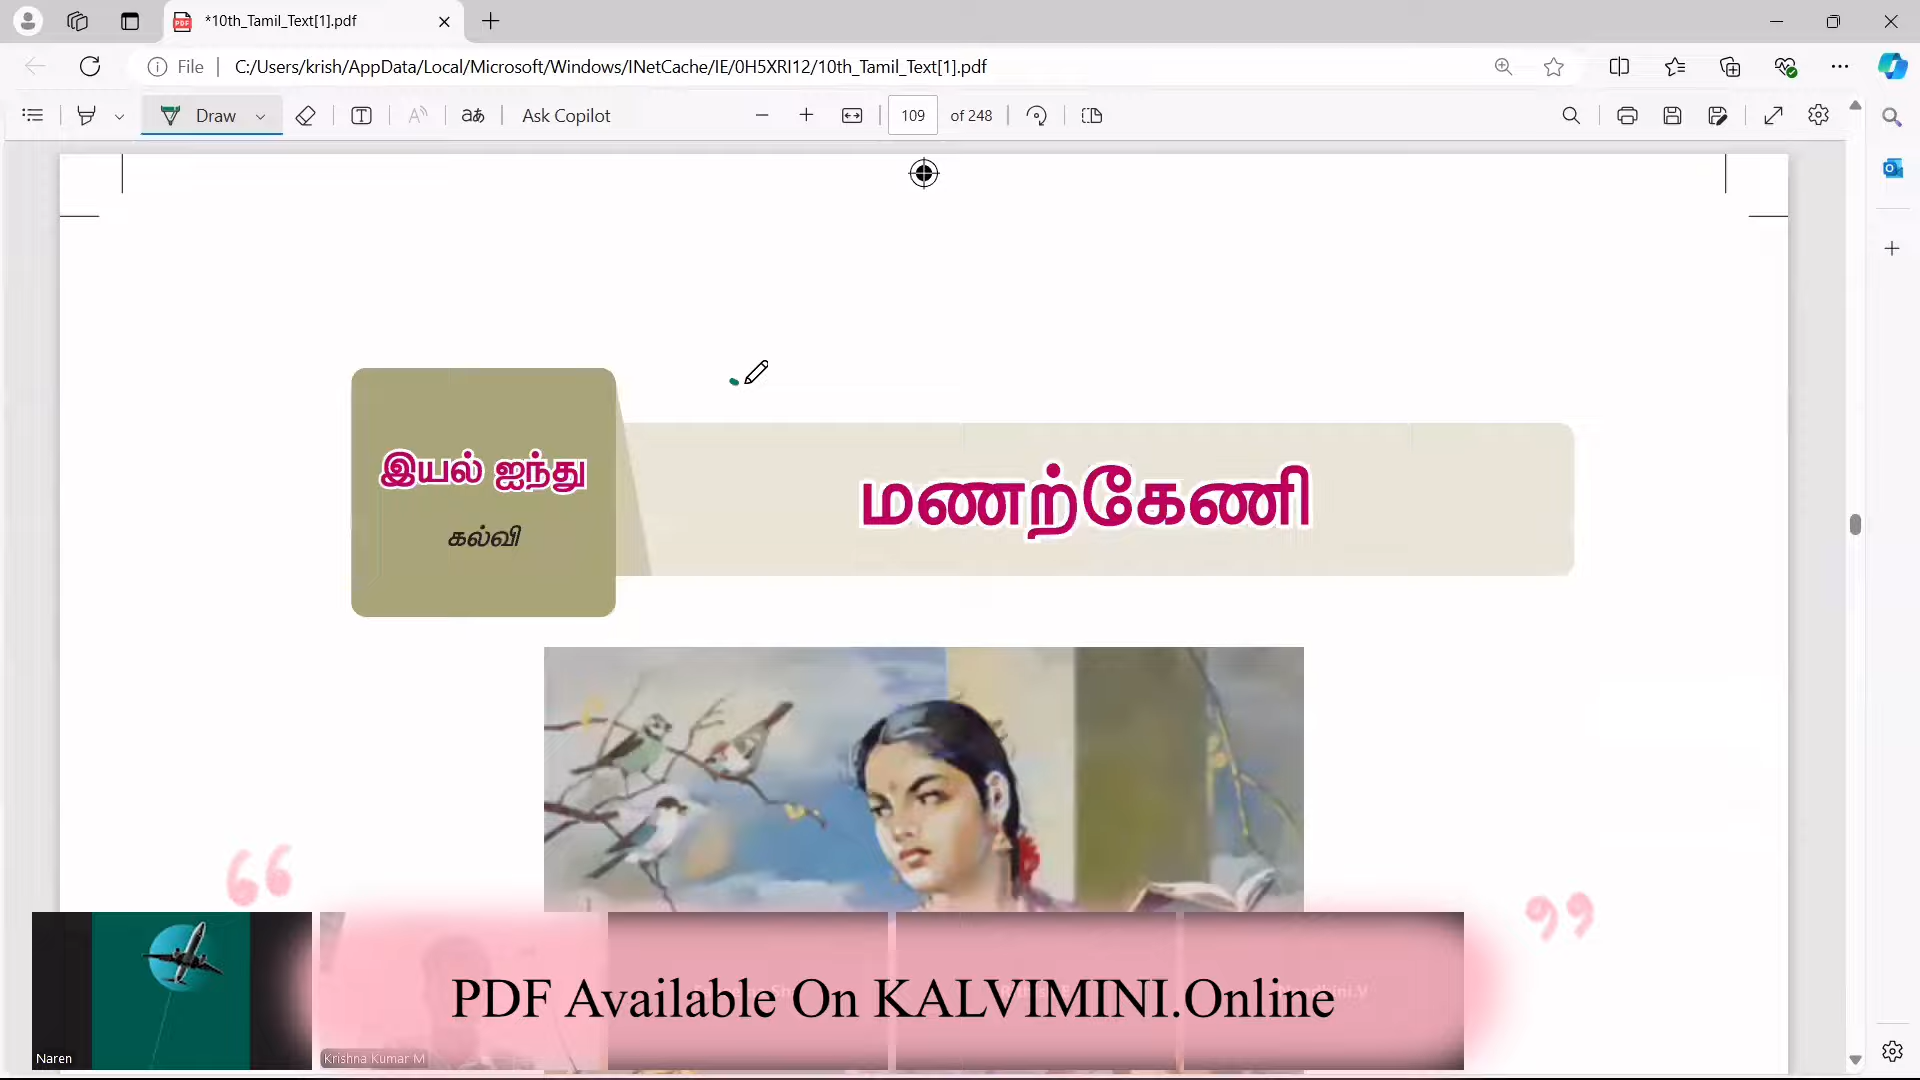 *10th_Tamil_Text[1].pdf
File
C:/Users/krish/AppData/Local/Microsoft/Windows/INetCache/IE/0H5XRI12/10th_Tamil_Text[1].pdf
Draw
Ask Copilot
109 of 248
இயல் ஐந்து
கல்வி
மணற்கேணி
PDF Available On KALVIMINI.Online
Naren
Krishna Kumar M